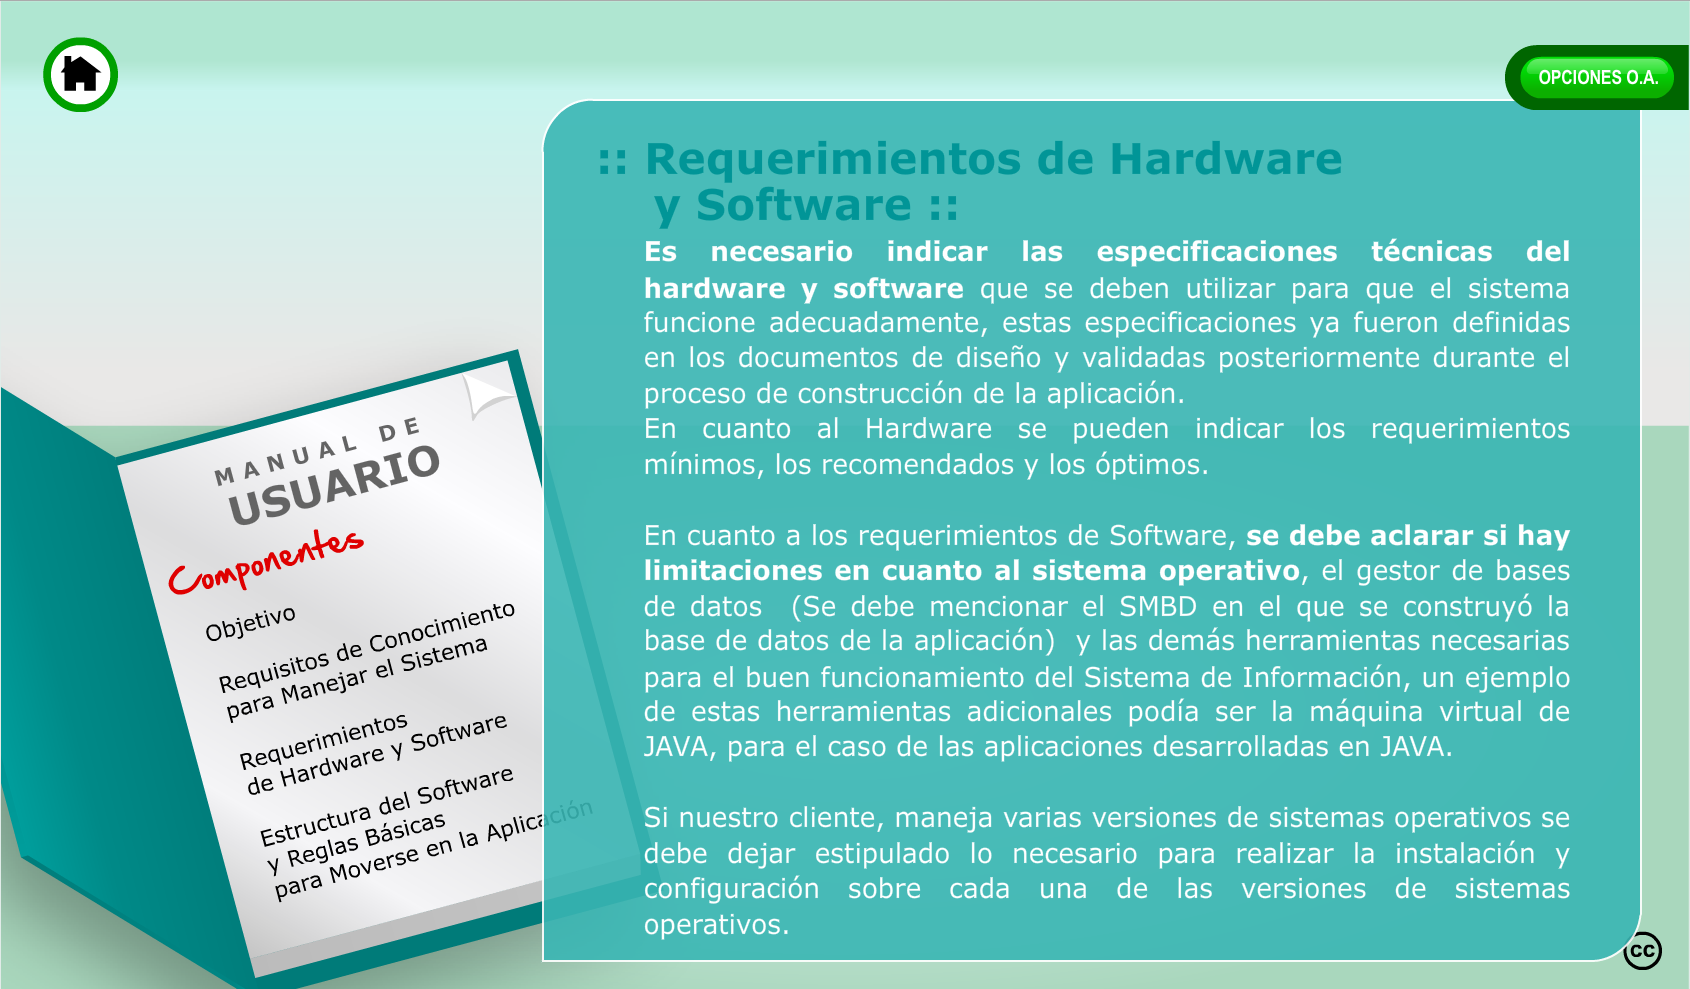 OPCIONES O.A.
:: Requerimientos de Hardware
y Software ::
Es necesario indicar las especificaciones técnicas del
hardware y software que se deben utilizar para que el sistema
funcione adecuadamente, estas especificaciones ya fueron definidas
en los documentos de diseño y validadas posteriormente durante el
proceso de construcción de la aplicación.
En cuanto al Hardware se pueden indicar los requerimientos
mínimos, los recomendados y los óptimos.
En cuanto a los requerimientos de Software, se debe aclarar si hay
limitaciones en cuanto al sistema operativo, el gestor de bases
de datos (Se debe mencionar el SMBD en el que se construyó la
base de datos de la aplicación) y las demás herramientas necesarias
para el buen funcionamiento del Sistema de Información, un ejemplo
de estas herramientas adicionales podía ser la máquina virtual de
JAVA, para el caso de las aplicaciones desarrolladas en JAVA.
Si nuestro cliente, maneja varias versiones de sistemas operativos se
debe dejar estipulado lo necesario para realizar la instalación y
configuración sobre cada una de las versiones de sistemas
operativos.
MANUAL DE
USUARIO
Componentes
Objetivo
Requisitos de Conocimiento
para Manejar el Sistema
Requerimientos
de Hardware y Software
Estructura del Software
y Reglas Básicas
para Moverse en la Aplicación
cc